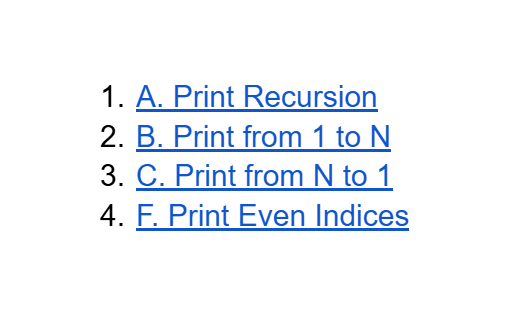 1. A. Print Recursion
2. B. Print from 1 to N
3. C. Print from N to 1
4. F. Print Even Indices